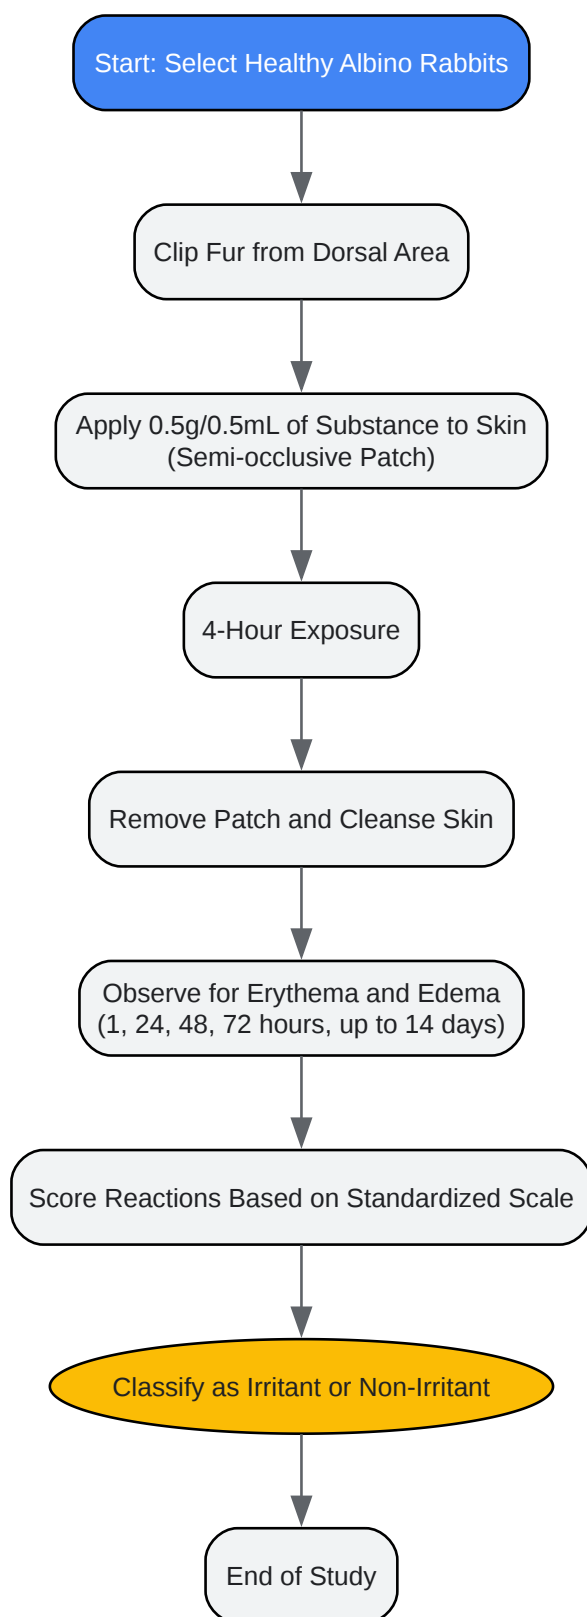 Start: Select Healthy Albino Rabbits
Clip Fur from Dorsal Area
Apply 0.5g/0.5mL of Substance to Skin
(Semi-occlusive Patch)
4-Hour Exposure
Remove Patch and Cleanse Skin
Observe for Erythema and Edema
(1, 24, 48, 72 hours, up to 14 days)
Score Reactions Based on Standardized Scale
Classify as Irritant or Non-Irritant
End of Study